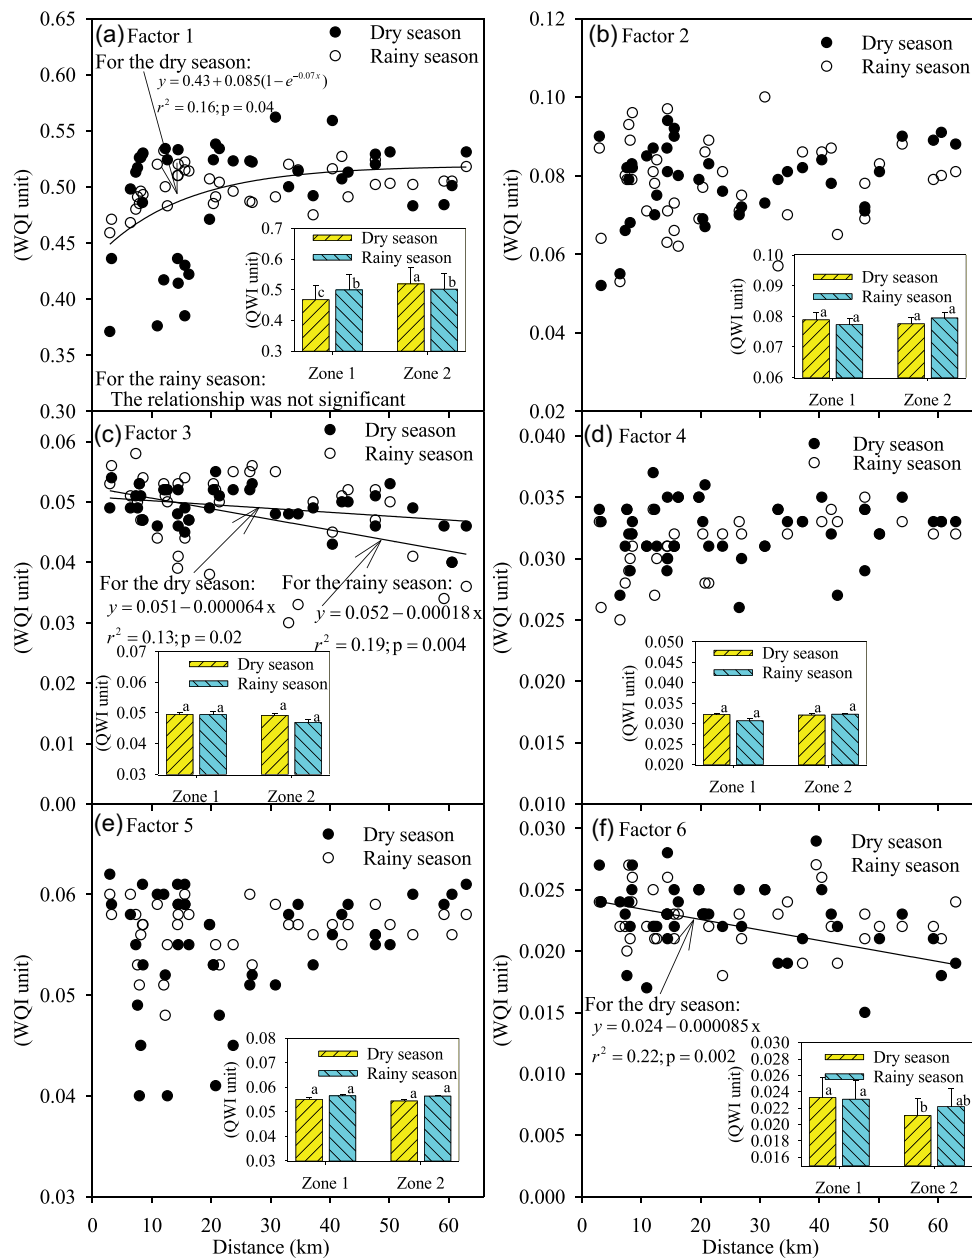 (a) Factor 1
Dry season
Rainy season
For the dry season:
y = 0.43 + 0.085(1 − e^{−0.07x})
r² = 0.16; p = 0.04
0.65
0.60
0.55
0.50
0.45
0.40
0.35
0.30
(WQI unit)
0.7
0.6
0.5
0.4
0.3
(QWI unit)
Dry season
Rainy season
c
b
a
b
Zone 1
Zone 2
For the rainy season:
The relationship was not significant
(b) Factor 2
Dry season
Rainy season
0.12
0.10
0.08
0.06
0.04
0.02
(WQI unit)
0.10
0.09
0.08
0.07
0.06
(QWI unit)
Dry season
Rainy season
a
a
a
a
Zone 1
Zone 2
(c) Factor 3
Dry season
Rainy season
0.06
0.05
0.04
0.03
0.02
0.01
0.00
(WQI unit)
For the dry season:
y = 0.051 − 0.000064 x
r² = 0.13; p = 0.02
For the rainy season:
y = 0.052 − 0.00018 x
r² = 0.19; p = 0.004
0.07
0.06
0.05
0.04
0.03
(QWI unit)
Dry season
Rainy season
a
a
a
a
Zone 1
Zone 2
(d) Factor 4
Dry season
Rainy season
0.040
0.035
0.030
0.025
0.020
0.015
0.010
(WQI unit)
0.050
0.045
0.040
0.035
0.030
0.025
0.020
(QWI unit)
Dry season
Rainy season
a
a
a
a
Zone 1
Zone 2
(e) Factor 5
Dry season
Rainy season
0.06
0.05
0.04
0.03
(WQI unit)
0.08
0.07
0.06
0.05
0.04
0.03
(QWI unit)
Dry season
Rainy season
a
a
a
a
Zone 1
Zone 2
0
10
20
30
40
50
60
Distance (km)
(f) Factor 6
Dry season
Rainy season
0.030
0.025
0.020
0.015
0.010
0.005
0.000
(WQI unit)
For the dry season:
y = 0.024 − 0.000085 x
r² = 0.22; p = 0.002
0.030
0.028
0.026
0.024
0.022
0.020
0.018
0.016
(QWI unit)
Dry season
Rainy season
a
a
b
ab
Zone 1
Zone 2
0
10
20
30
40
50
60
Distance (km)